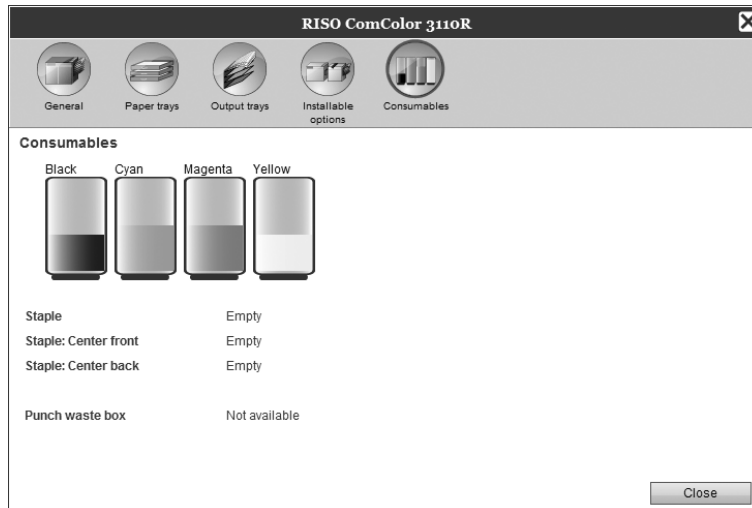 RISO ComColor 3110R
General Paper trays Output trays Installable options Consumables
Consumables
Black Cyan Magenta Yellow
Staple Empty
Staple: Center front Empty
Staple: Center back Empty
Punch waste box Not available
Close